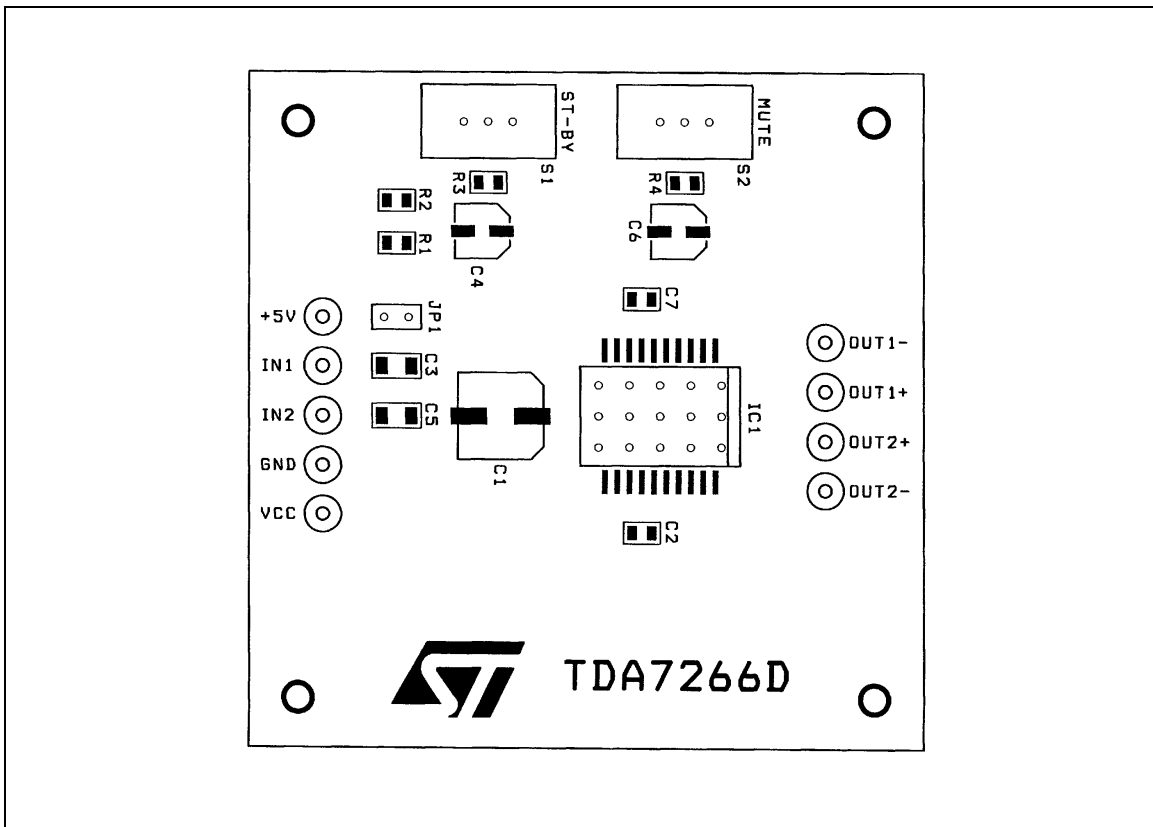 ST-BY
MUTE
S1
S2
R3
R4
R2
R1
C4
C6
C7
+5V
JP1
OUT1-
IN1
C3
OUT1+
IN2
C5
IC1
OUT2+
GND
C1
OUT2-
VCC
C2
ST
TDA7266D